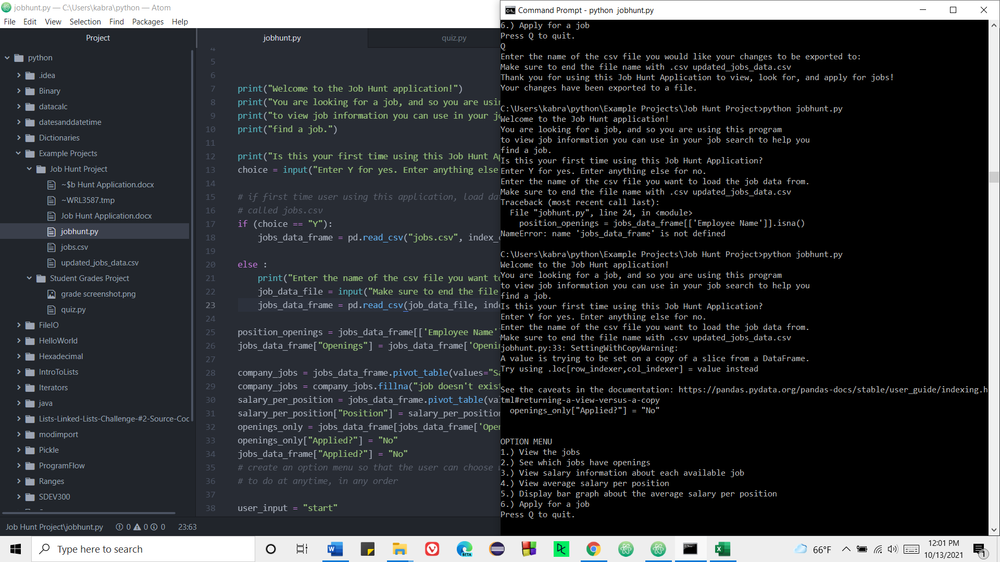 jobhunt.py — C:\Users\kabra\python — Atom
File Edit View Selection Find Packages Help
Project
python
.idea
Binary
datacalc
datesanddatetime
Dictionaries
Example Projects
Job Hunt Project
~$b Hunt Application.docx
~WRL3587.tmp
Job Hunt Application.docx
jobhunt.py
jobs.csv
updated_jobs_data.csv
Student Grades Project
grade screenshot.png
quiz.py
FileIO
HelloWorld
Hexadecimal
IntroToLists
Iterators
java
Lists-Linked-Lists-Challenge-#2-Source-Coc
modimport
Pickle
ProgramFlow
Ranges
SDEV300
jobhunt.py quiz.py
4
5
6
7 print("Welcome to the Job Hunt application!")
8 print("You are looking for a job, and so you are usin
9 print("to view job information you can use in your jo
10 print("find a job.")
11
12 print("Is this your first time using this Job Hunt Ap
13 choice = input("Enter Y for yes. Enter anything else
14
15 # if first time user using this application, load da
16 # called jobs.csv
17 if (choice == "Y"):
18 jobs_data_frame = pd.read_csv("jobs.csv", index_c
19
20 else :
21 print("Enter the name of the csv file you want to
22 job_data_file = input("Make sure to end the file
23 jobs_data_frame = pd.read_csv(job_data_file, inde
24
25 position_openings = jobs_data_frame[['Employee Name'
26 jobs_data_frame["Openings"] = jobs_data_frame['Openin
27
28 company_jobs = jobs_data_frame.pivot_table(values="Sa
29 company_jobs = company_jobs.fillna("job doesn't exist
30 salary_per_position = jobs_data_frame.pivot_table(val
31 salary_per_position["Position"] = salary_per_position
32 openings_only = jobs_data_frame[jobs_data_frame['Open
33 openings_only["Applied?"] = "No"
34 jobs_data_frame["Applied?"] = "No"
35 # create an option menu so that the user can choose w
36 # to do at anytime, in any order
37
38 user_input = "start"
Job Hunt Project\jobhunt.py 0 0 0 23:63
Command Prompt - python jobhunt.py
6.) Apply for a job
Press Q to quit.
Q
Enter the name of the csv file you would like your changes to be exported to:
Make sure to end the file name with .csv updated_jobs_data.csv
Thank you for using this Job Hunt Application to view, look for, and apply for jobs!
Your changes have been exported to a file.
C:\Users\kabra\python\Example Projects\Job Hunt Project>python jobhunt.py
Welcome to the Job Hunt application!
You are looking for a job, and so you are using this program
to view job information you can use in your job search to help you
find a job.
Is this your first time using this Job Hunt Application?
Enter Y for yes. Enter anything else for no.
Enter the name of the csv file you want to load the job data from.
Make sure to end the file name with .csv updated_jobs_data.csv
Traceback (most recent call last):
File "jobhunt.py", line 24, in <module>
position_openings = jobs_data_frame[['Employee Name']].isna()
NameError: name 'jobs_data_frame' is not defined
C:\Users\kabra\python\Example Projects\Job Hunt Project>python jobhunt.py
Welcome to the Job Hunt application!
You are looking for a job, and so you are using this program
to view job information you can use in your job search to help you
find a job.
Is this your first time using this Job Hunt Application?
Enter Y for yes. Enter anything else for no.
Enter the name of the csv file you want to load the job data from.
Make sure to end the file name with .csv updated_jobs_data.csv
jobhunt.py:33: SettingWithCopyWarning:
A value is trying to be set on a copy of a slice from a DataFrame.
Try using .loc[row_indexer,col_indexer] = value instead
See the caveats in the documentation: https://pandas.pydata.org/pandas-docs/stable/user_guide/indexing.h
tml#returning-a-view-versus-a-copy
openings_only["Applied?"] = "No"
OPTION MENU
1.) View the jobs
2.) See which jobs have openings
3.) View salary information about each available job
4.) View average salary per position
5.) Display bar graph about the average salary per position
6.) Apply for a job
Press Q to quit.
Type here to search
W
BETA
X
66°F
12:01 PM
10/13/2021
1